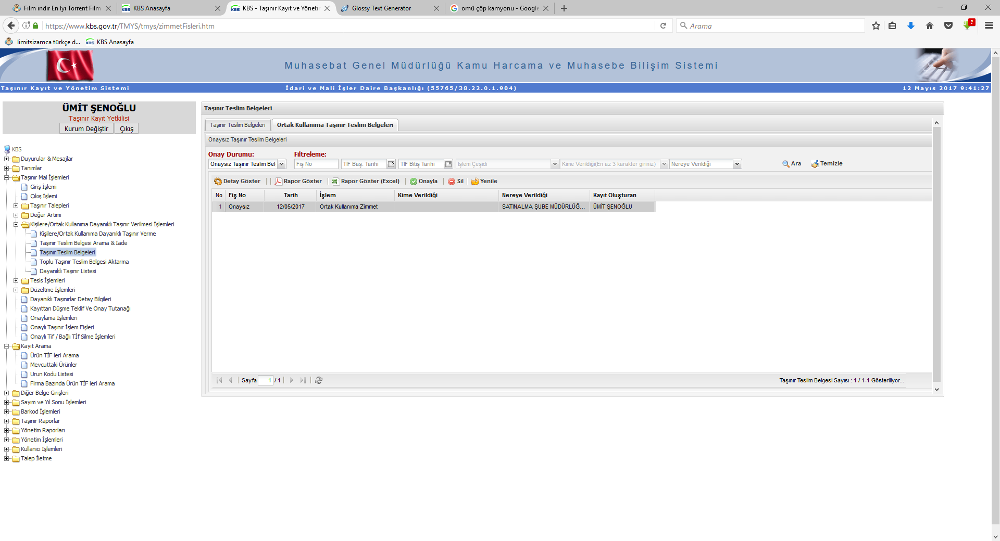 Film indir En İyi Torrent Film
KBS Anasayfa
KBS - Taşınır Kayıt ve Yönetir
Glossy Text Generator
omü çöp kamyonu - Google
https://www.kbs.gov.tr/TMYS/tmys/zimmetFisleri.htm
Arama
limitsizamca türkçe d...
KBS Anasayfa
Muhasebat Genel Müdürlüğü Kamu Harcama ve Muhasebe Bilişim Sistemi
Taşınır Kayıt ve Yönetim Sistemi
İdari ve Mali İşler Daire Başkanlığı (55765/38.22.0.1.904)
12 Mayıs 2017 9:41:27
ÜMİT ŞENOĞLU
Taşınır Kayıt Yetkilisi
Kurum Değiştir
Çıkış
KBS
Duyurular & Mesajlar
Tanımlar
Taşınır Mal İşlemleri
Giriş İşlemi
Çıkış İşlemi
Taşınır Talepleri
Değer Artımı
Kişilere/Ortak Kullanıma Dayanıklı Taşınır Verilmesi İşlemleri
Kişilere/Ortak Kullanıma Dayanıklı Taşınır Verme
Taşınır Teslim Belgesi Arama & İade
Taşınır Teslim Belgeleri
Toplu Taşınır Teslim Belgesi Aktarma
Dayanıklı Taşınır Listesi
Tesis İşlemleri
Düzeltme İşlemleri
Dayanıklı Taşınırlar Detay Bilgileri
Kayıttan Düşme Teklif Ve Onay Tutanağı
Onaylama İşlemleri
Onaylı Taşınır İşlem Fişleri
Onaylı Tif / Bağlı Tİf Silme İşlemleri
Kayıt Arama
Ürün TİF leri Arama
Mevcuttaki Ürünler
Urun Kodu Listesi
Firma Bazında Ürün TİF leri Arama
Diğer Belge Girişleri
Sayım ve Yıl Sonu İşlemleri
Barkod İşlemleri
Taşınır Raporlar
Yönetim Raporları
Yönetim İşlemleri
Kullanıcı İşlemleri
Talep İletme
Taşınır Teslim Belgeleri
Taşınır Teslim Belgeleri
Ortak Kullanıma Taşınır Teslim Belgeleri
Onaysız Taşınır Teslim Belgeleri
Onay Durumu:
Filtreleme:
Onaysız Taşınır Teslim Bel
Fiş No
TİF Baş. Tarihi
TİF Bitiş Tarihi
İşlem Çeşidi
Kime Verildiği(En az 3 karakter giriniz)
Nereye Verildiği
Ara
Temizle
Detay Göster
Rapor Göster
Rapor Göster (Excel)
Onayla
Sil
Yenile
No Fiş No Tarih İşlem Kime Verildiği Nereye Verildiği Kayıt Oluşturan
1 Onaysız 12/05/2017 Ortak Kullanıma Zimmet SATINALMA ŞUBE MÜDÜRLÜĞ... ÜMİT ŞENOĞLU
Sayfa 1 / 1
Taşınır Teslim Belgesi Sayısı : 1 / 1-1 Gösteriliyor...